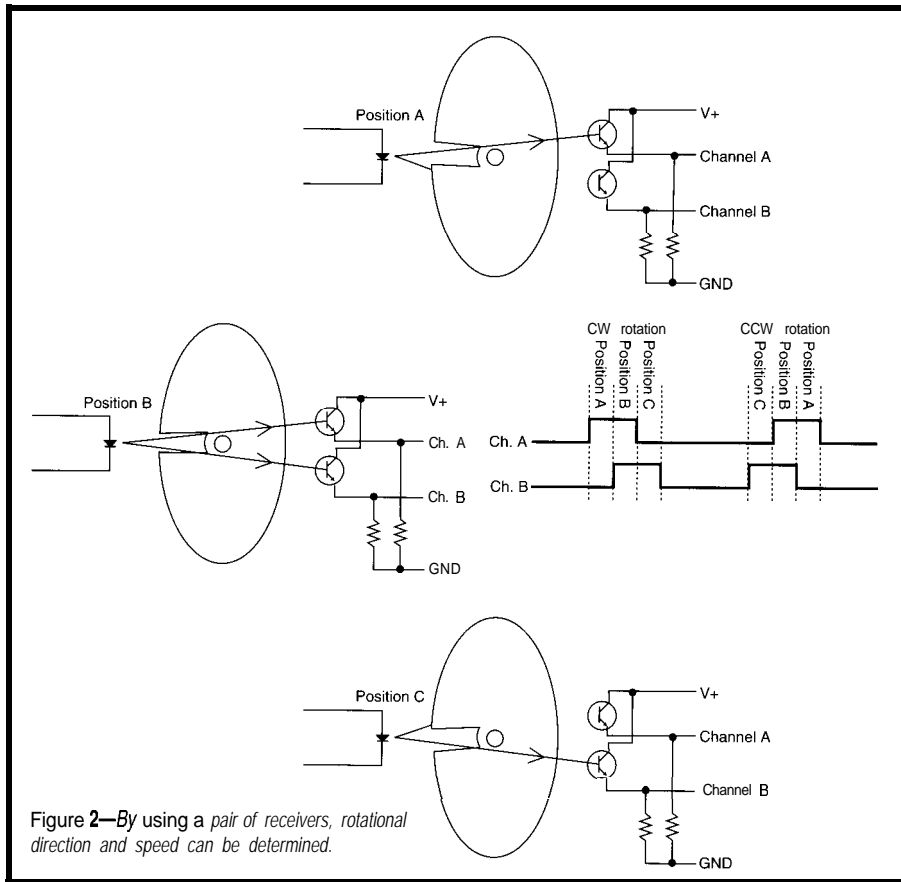 Position A
V+
Channel A
Channel B
GND
Position B
V+
Ch. A
Ch. B
GND
CW rotation
CCW rotation
Position A
Position B
Position C
Position C
Position B
Position A
Ch. A
Ch. B
Position C
V+
Channel A
Channel B
GND
Figure 2—By using a pair of receivers, rotational
direction and speed can be determined.